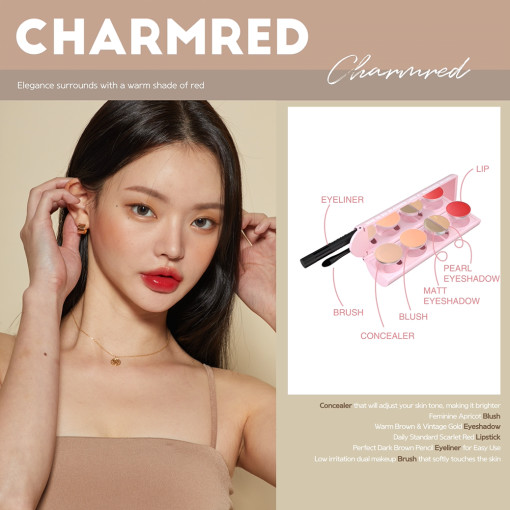 CHARMRED
Charmred
Elegance surrounds with a warm shade of red
LIP
EYELINER
PEARL
EYESHADOW
MATT
EYESHADOW
BRUSH
BLUSH
CONCEALER
Concealer that will adjust your skin tone, making it brighter
Feminine Apricot Blush
Warm Brown & Vintage Gold Eyeshadow
Daily Standard Scarlet Red Lipstick
Perfect Dark Brown Pencil Eyeliner for Easy Use
Low irritation dual makeup Brush that softly touches the skin